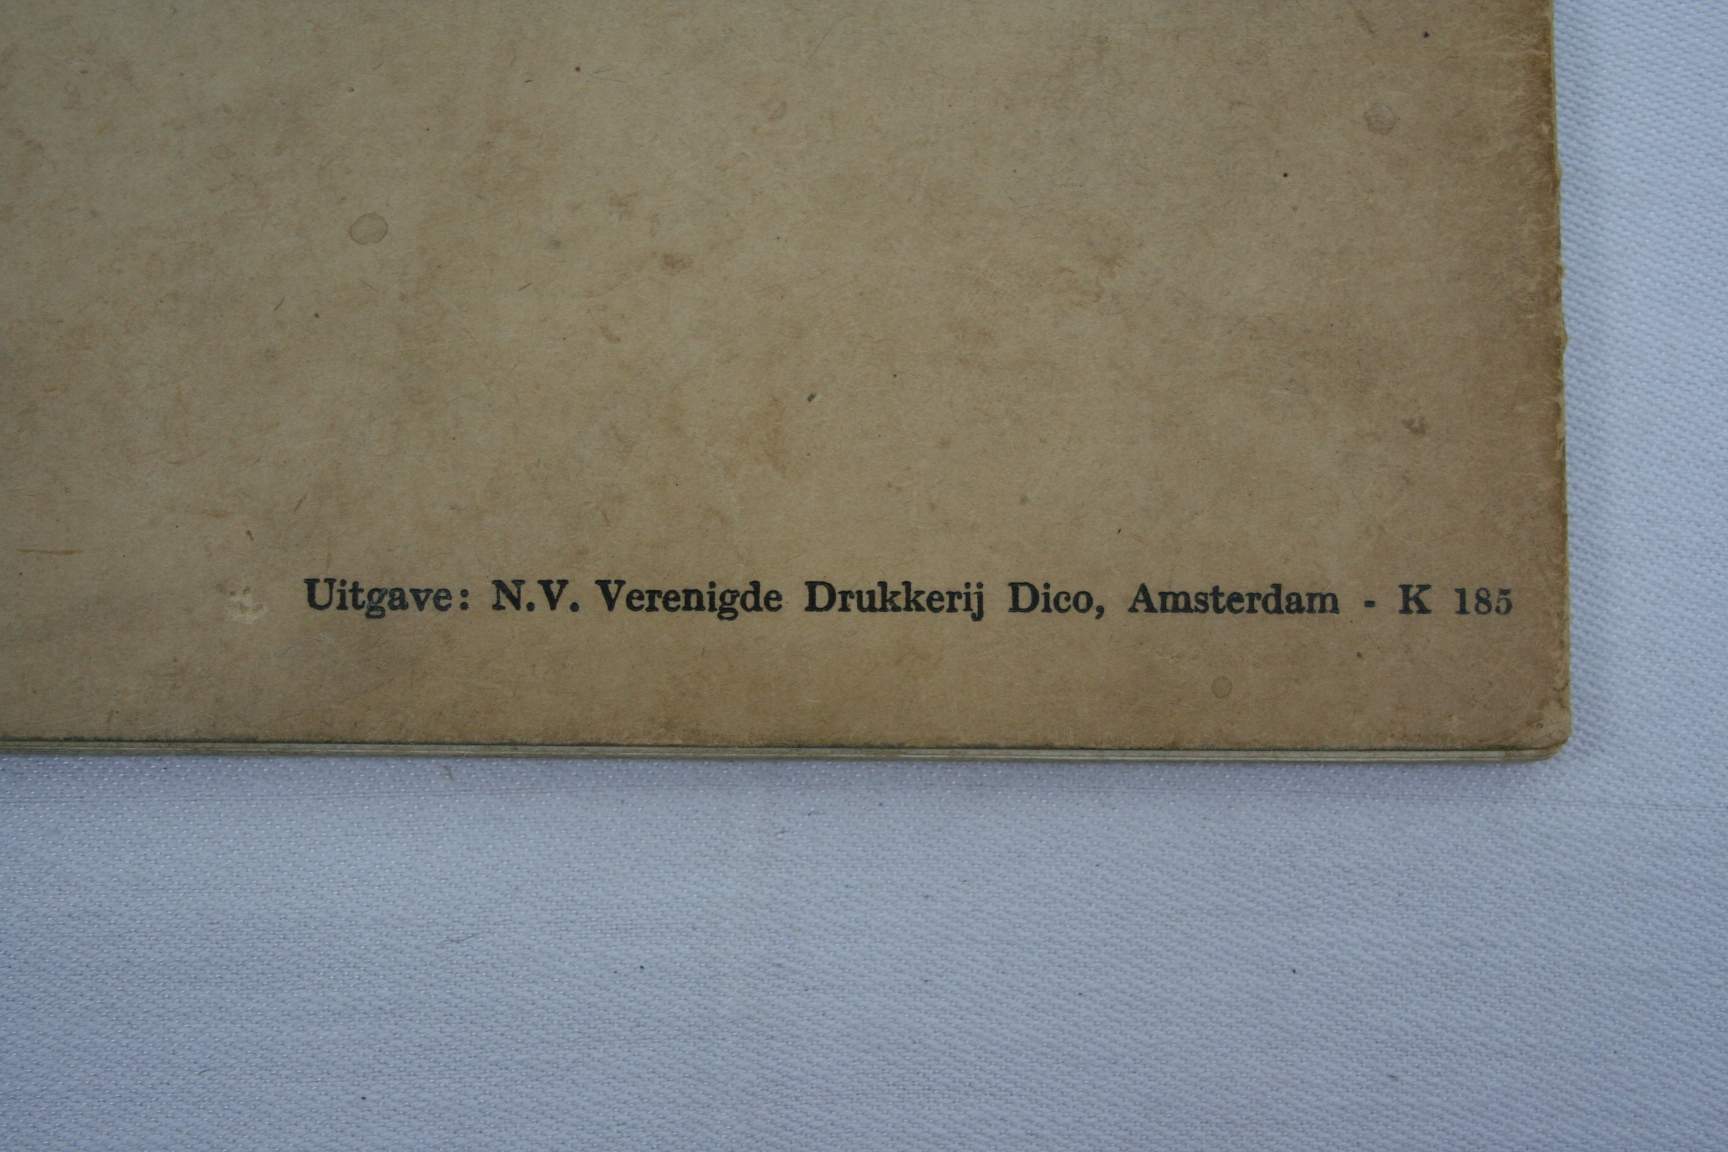 Uitgave: N.V. Verenigde Drukkerij Dico, Amsterdam - K 185